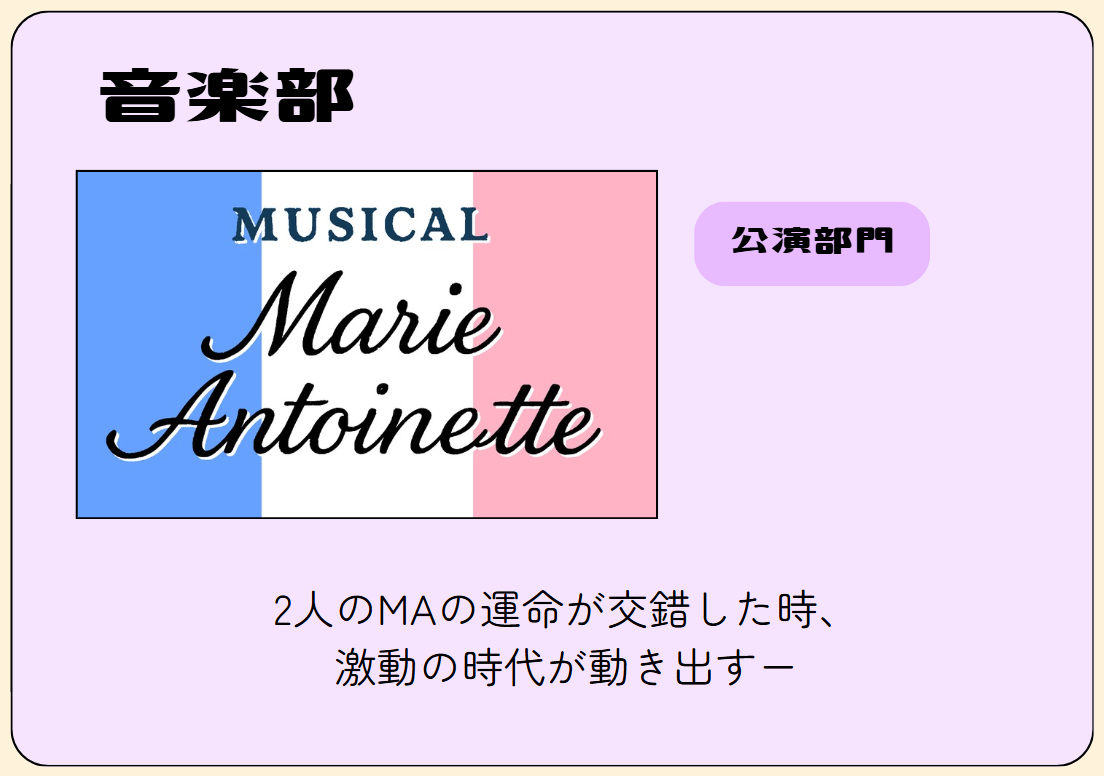 音楽部
MUSICAL
Marie
Antoinette
公演部門
2人のMAの運命が交錯した時、
激動の時代が動き出すー